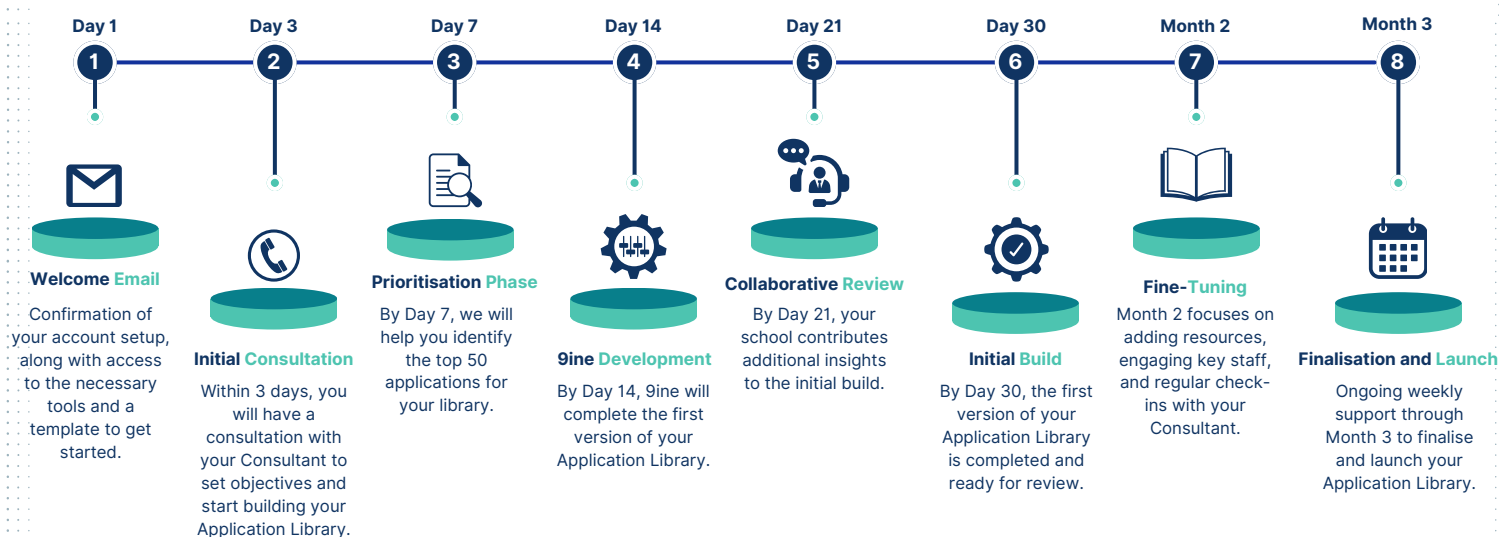 Day 1
1
Welcome Email
Confirmation of
your account setup,
along with access
to the necessary
tools and a
template to get
started.
Day 3
2
Initial Consultation
Within 3 days, you
will have a
consultation with
your Consultant to
set objectives and
start building your
Application Library.
Day 7
3
Prioritisation Phase
By Day 7, we will
help you identify
the top 50
applications for
your library.
Day 14
4
9ine Development
By Day 14, 9ine will
complete the first
version of your
Application Library.
Day 21
5
Collaborative Review
By Day 21, your
school contributes
additional insights
to the initial build.
Day 30
6
Initial Build
By Day 30, the first
version of your
Application Library
is completed and
ready for review.
Month 2
7
Fine-Tuning
Month 2 focuses on
adding resources,
engaging key staff,
and regular check-
ins with your
Consultant.
Month 3
8
Finalisation and Launch
Ongoing weekly
support through
Month 3 to finalise
and launch your
Application Library.